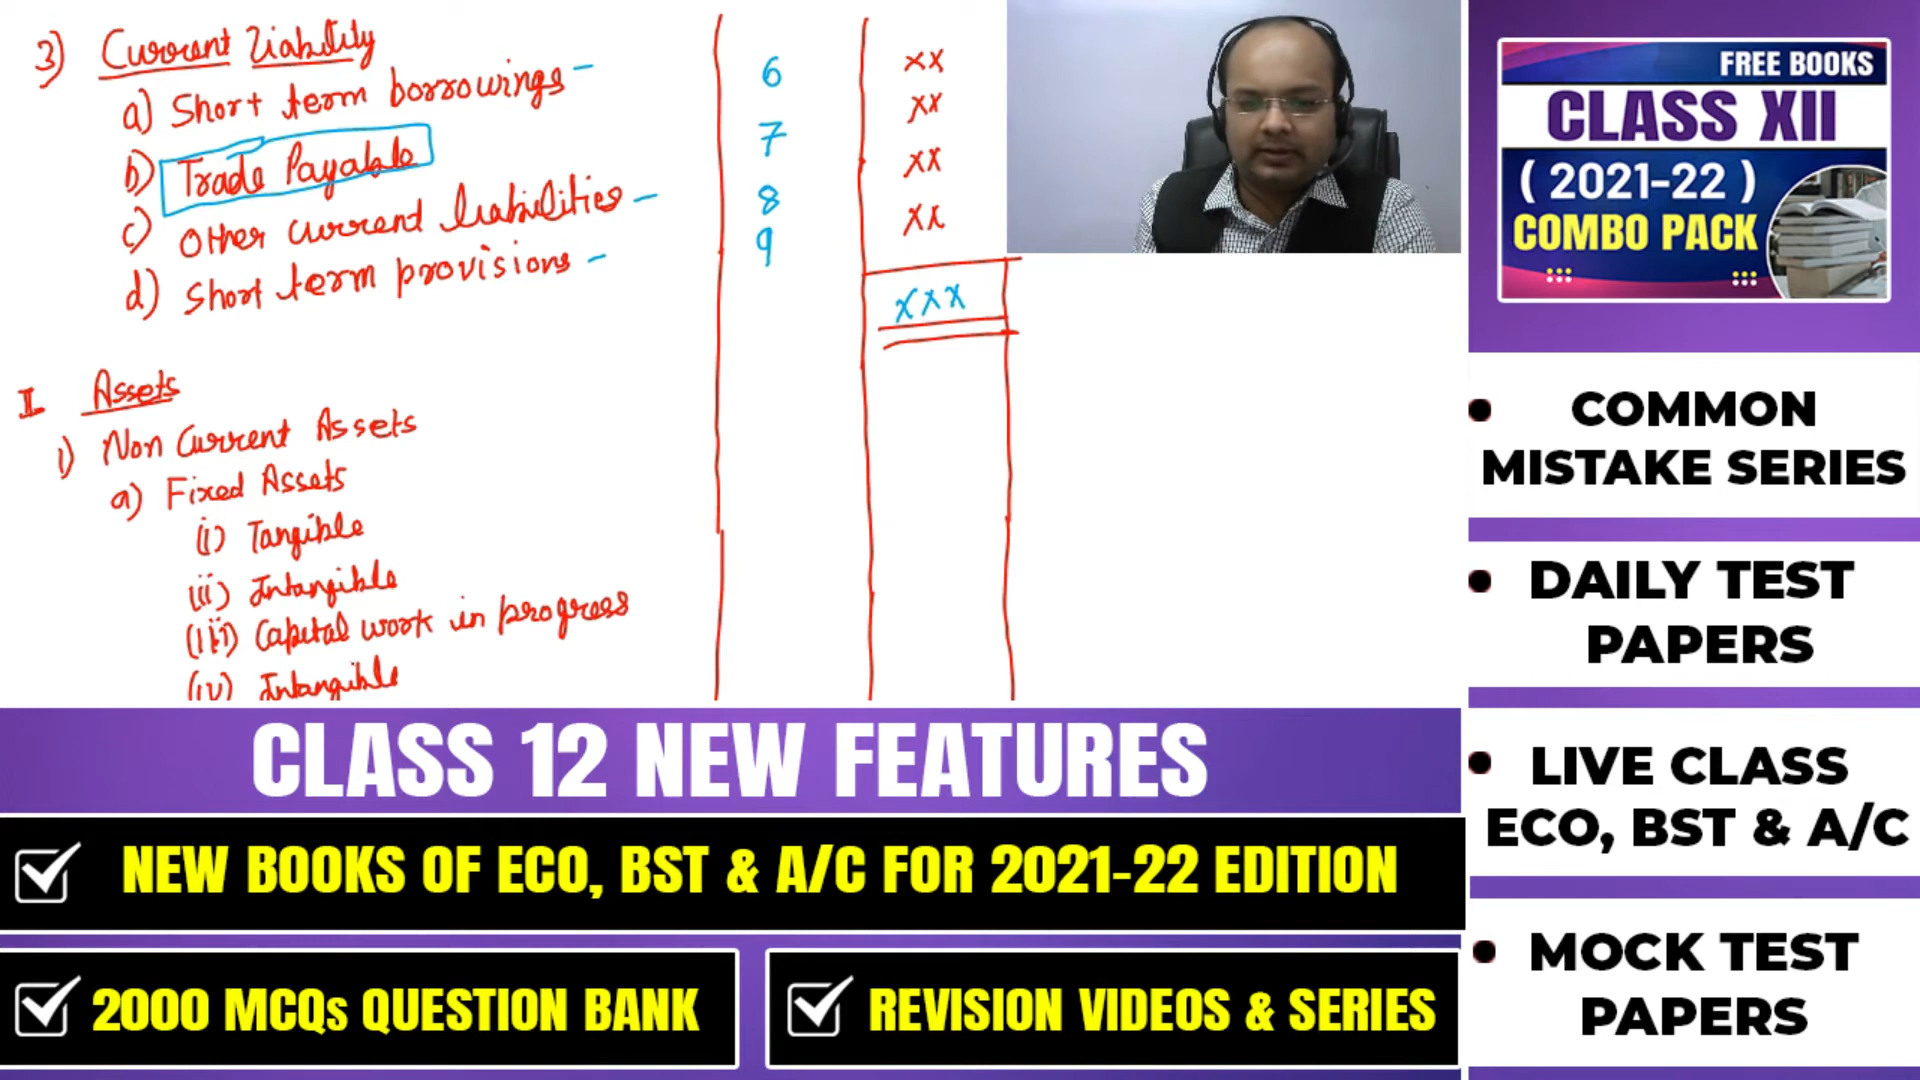 3) Current Liability
a) Short term borrowings - 6 xx
b) Trade Payable 7 xx
c) Other current liabilities - 8 xx
d) Short term provisions - 9 xx
xxx
I Assets
1) Non Current Assets
a) Fixed Assets
(i) Tangible
(ii) Intangible
(iii) Capital work in progress
(iv) Intangible
FREE BOOKS
CLASS XII
( 2021-22 )
COMBO PACK
• COMMON
MISTAKE SERIES
• DAILY TEST
PAPERS
• LIVE CLASS
ECO, BST & A/C
• MOCK TEST
PAPERS
CLASS 12 NEW FEATURES
NEW BOOKS OF ECO, BST & A/C FOR 2021-22 EDITION
2000 MCQs QUESTION BANK
REVISION VIDEOS & SERIES